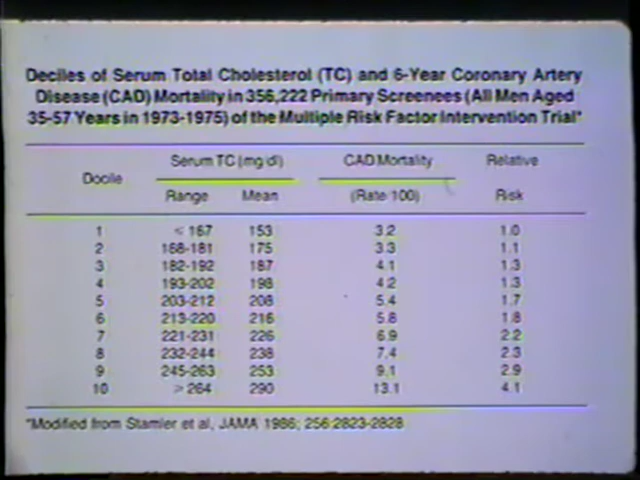 Deciles of Serum Total Cholesterol (TC) and 6-Year Coronary Artery
Disease (CAD) Mortality in 356,222 Primary Screenees (All Men Aged
35-57 Years in 1973-1975) of the Multiple Risk Factor Intervention Trial*
Serum TC (mg/dl) CAD Mortality Relative
Decile
Range Mean (Rate/100) Risk
1 ≤ 167 153 3.2 1.0
2 168-181 175 3.3 1.1
3 182-192 187 4.1 1.3
4 193-202 198 4.2 1.3
5 203-212 208 5.4 1.7
6 213-220 216 5.8 1.8
7 221-231 226 6.9 2.2
8 232-244 238 7.4 2.3
9 245-263 253 9.1 2.9
10 > 264 290 13.1 4.1
*Modified from Stamler et al, JAMA 1986; 256:2823-2828